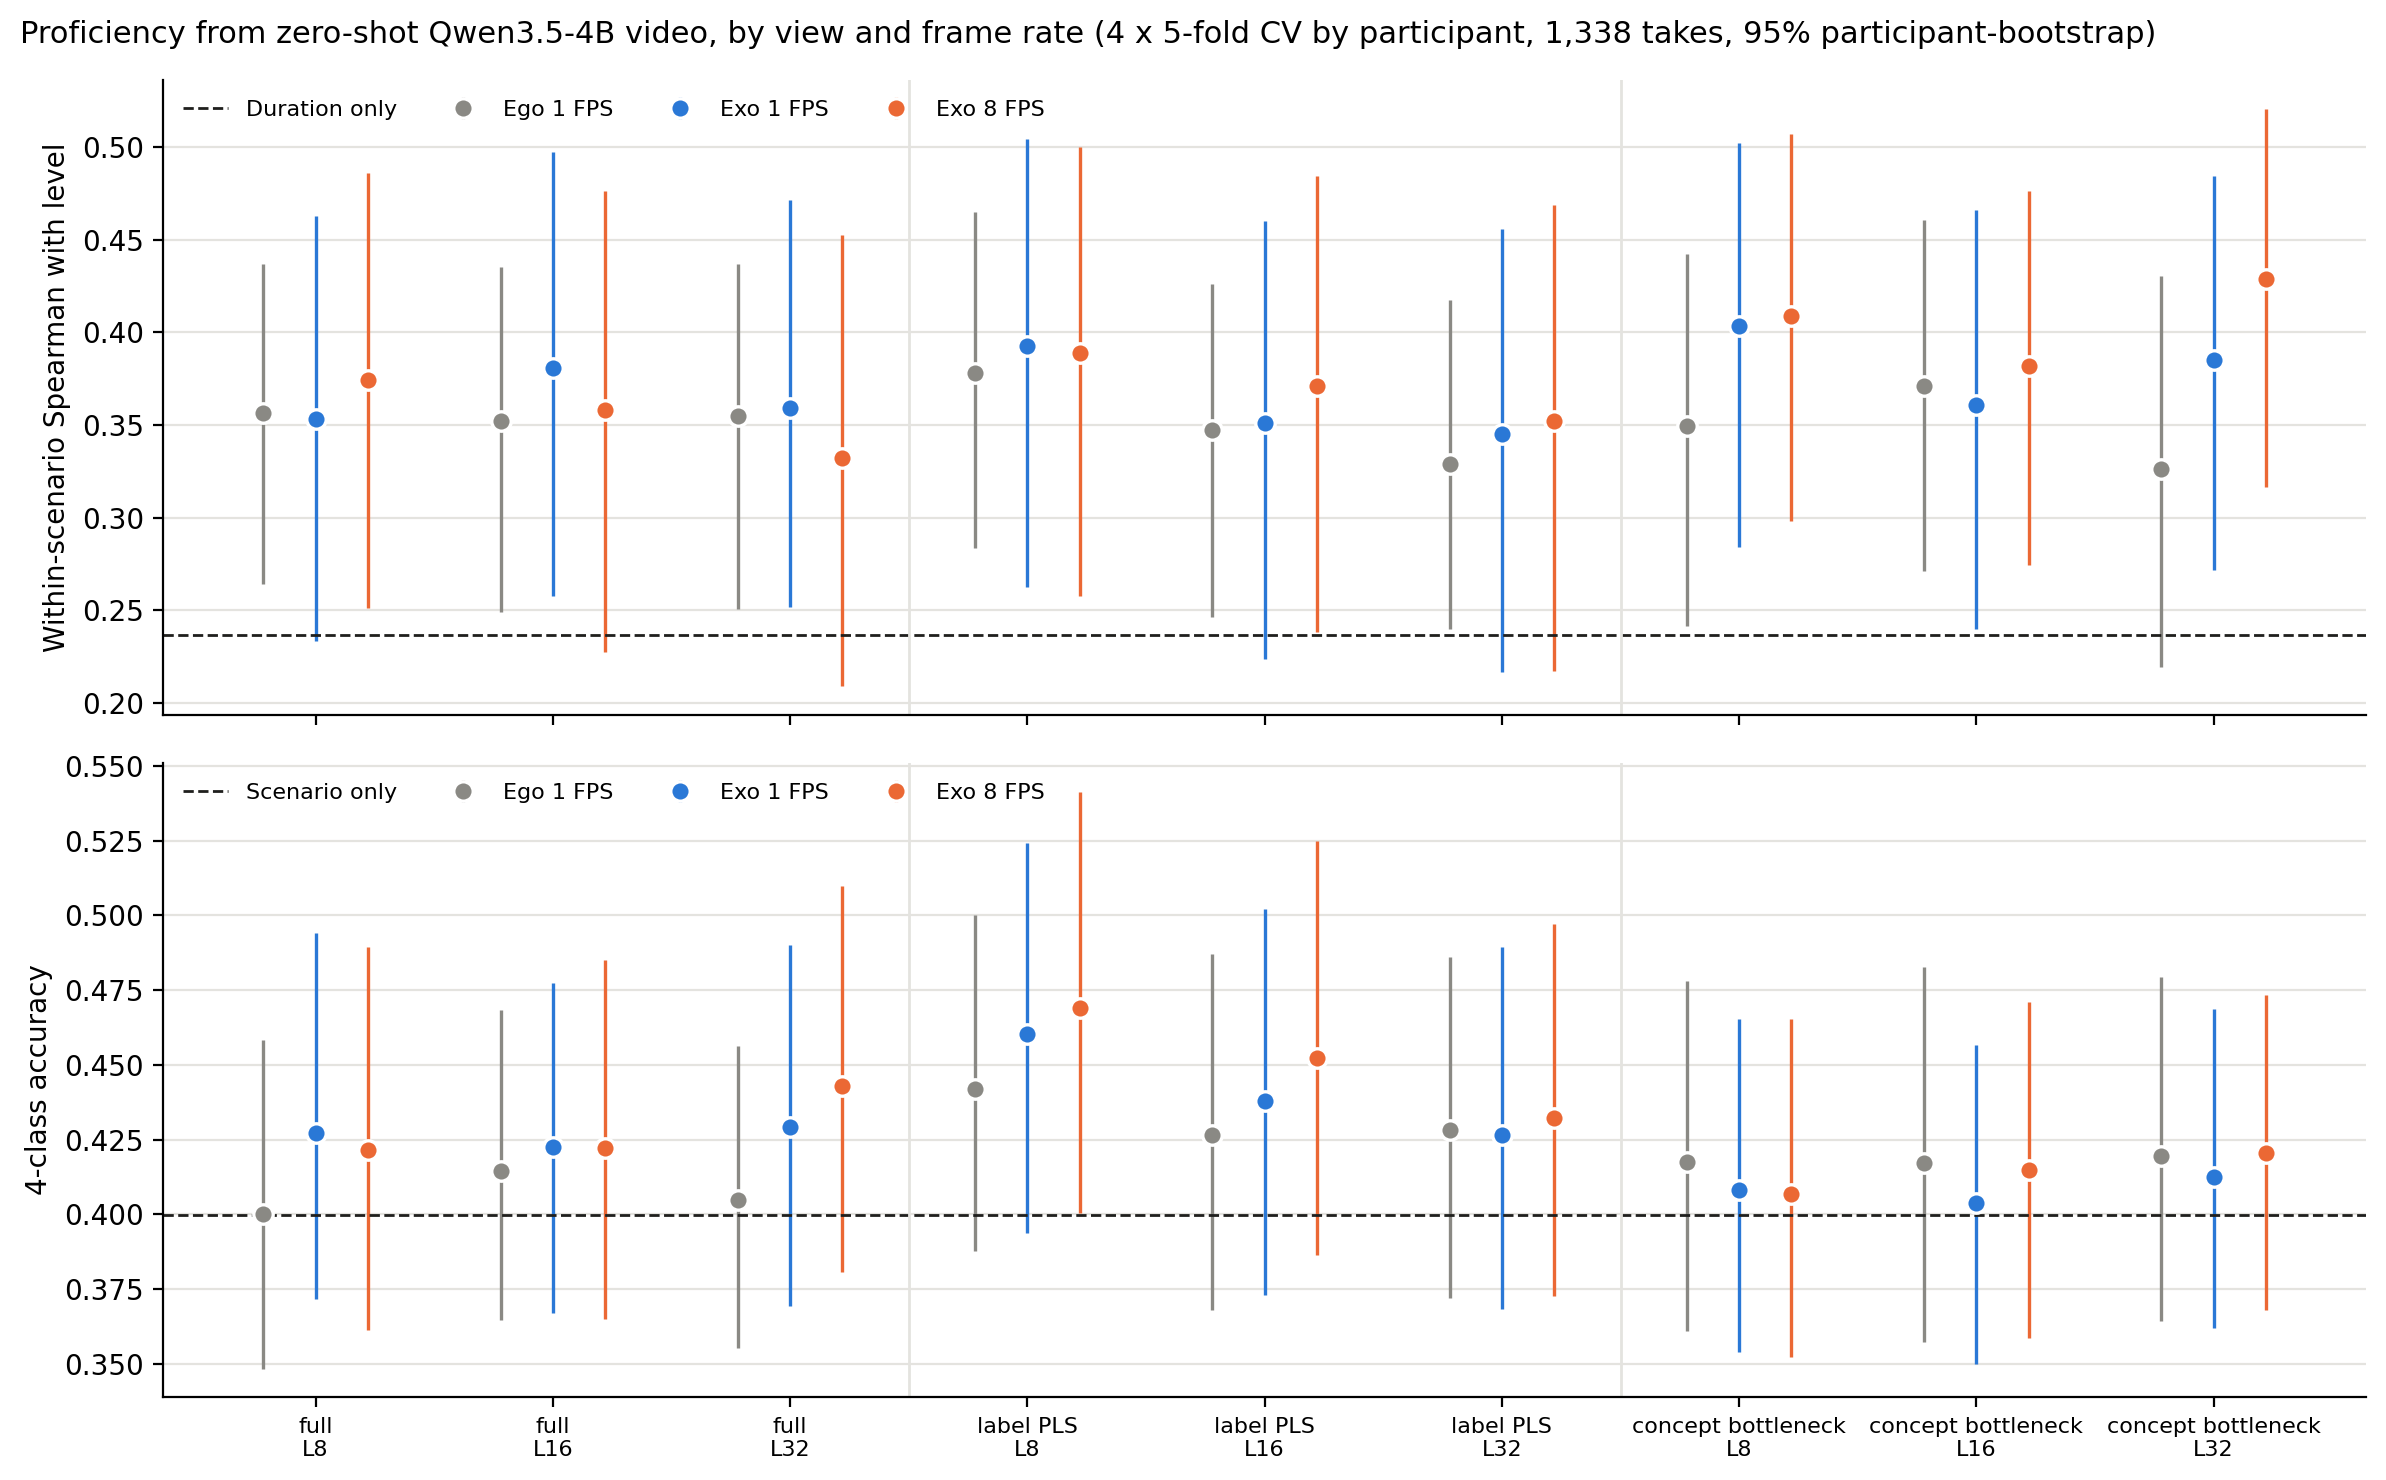 Proficiency from zero-shot Qwen3.5-4B video, by view and frame rate (4 x 5-fold CV by participant, 1,338 takes, 95% participant-bootstrap)
Duration only
Ego 1 FPS
Exo 1 FPS
Exo 8 FPS
Within-scenario Spearman with level
0.50
0.45
0.40
0.35
0.30
0.25
0.20
Scenario only
Ego 1 FPS
Exo 1 FPS
Exo 8 FPS
4-class accuracy
0.550
0.525
0.500
0.475
0.450
0.425
0.400
0.375
0.350
full
L8
full
L16
full
L32
label PLS
L8
label PLS
L16
label PLS
L32
concept bottleneck
L8
concept bottleneck
L16
concept bottleneck
L32